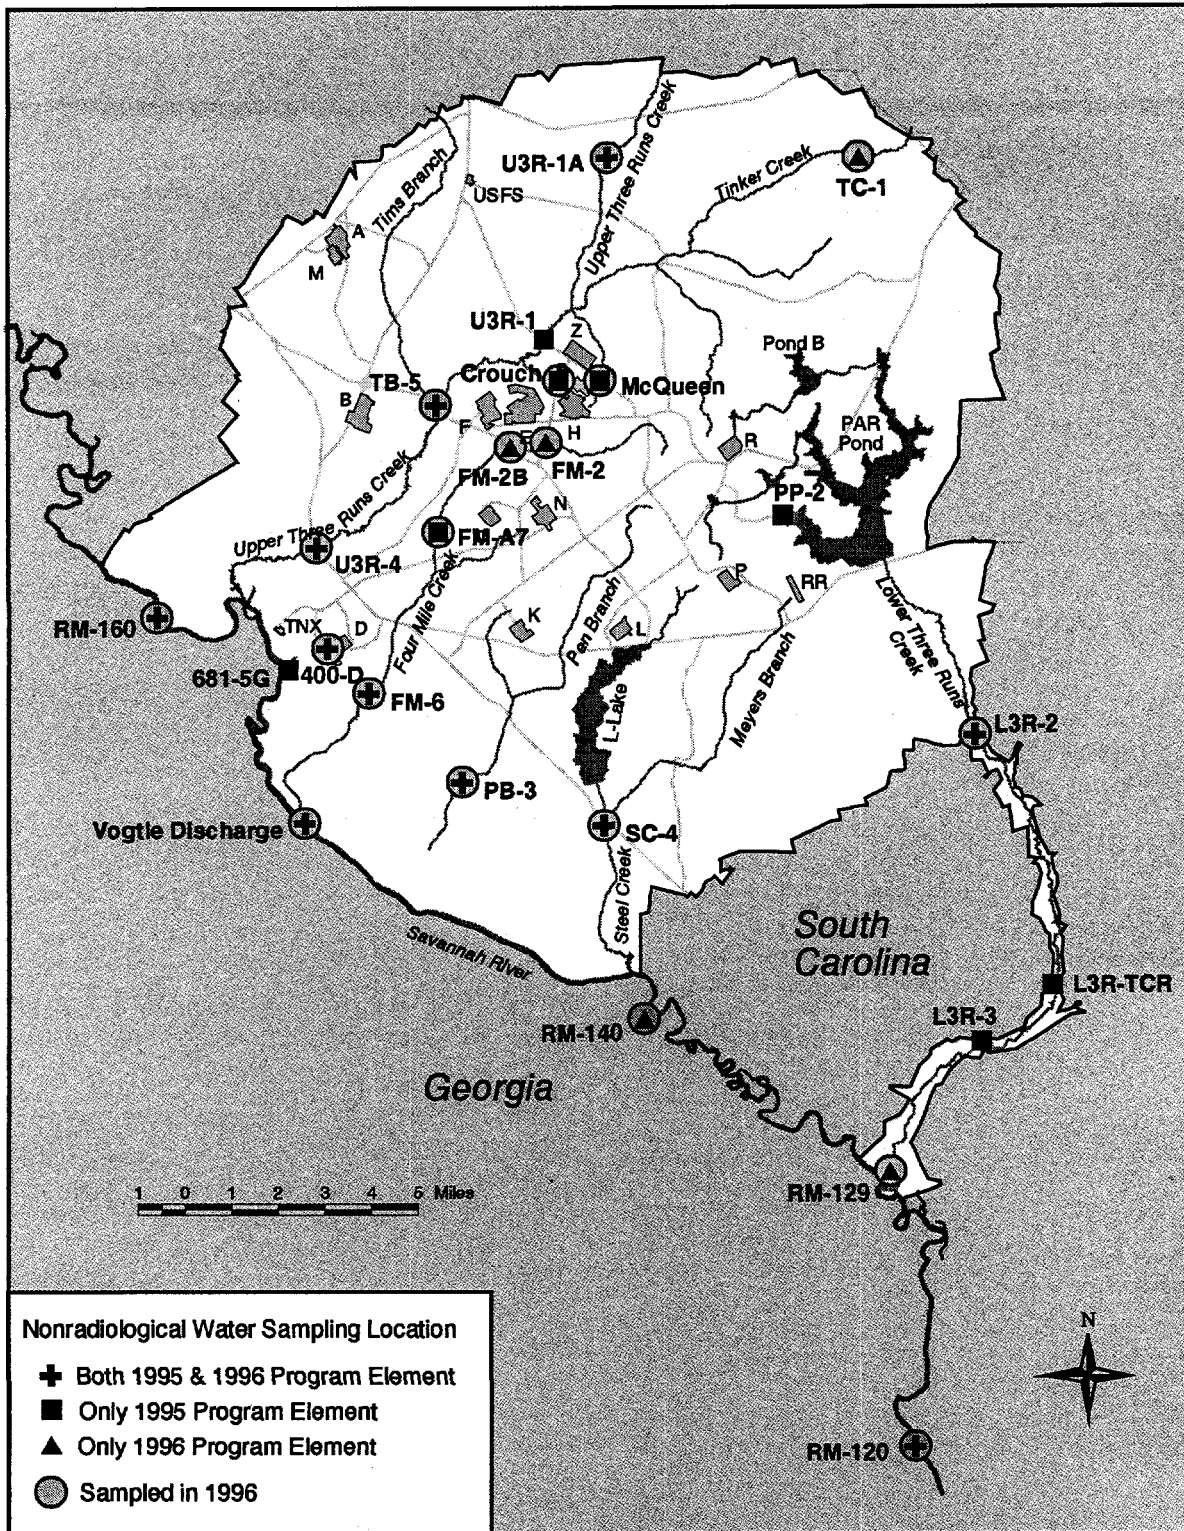 U3R-1A
Upper Three Runs Creek
Tinker Creek
TC-1
Tims Branch
USFS
A
M
U3R-1
Z
Pond B
Crouch
McQueen
TB-5
B
F
E
H
R
PAR
Pond
FM-2B
FM-2
PP-2
Upper Three Runs Creek
U3R-4
FM-A7
N
Four Mile Creek
Pen Branch
P
RR
Lower Three Runs
Creek
RM-160
TNX
D
K
L
681-5G
400-D
FM-6
L-Lake
Meyers Branch
L3R-2
PB-3
Vogtle Discharge
SC-4
Steel Creek
Savannah River
South
Carolina
L3R-TCR
L3R-3
RM-140
Georgia
RM-129
1 0 1 2 3 4 5 Miles
Nonradiological Water Sampling Location
Both 1995 & 1996 Program Element
Only 1995 Program Element
Only 1996 Program Element
Sampled in 1996
N
RM-120